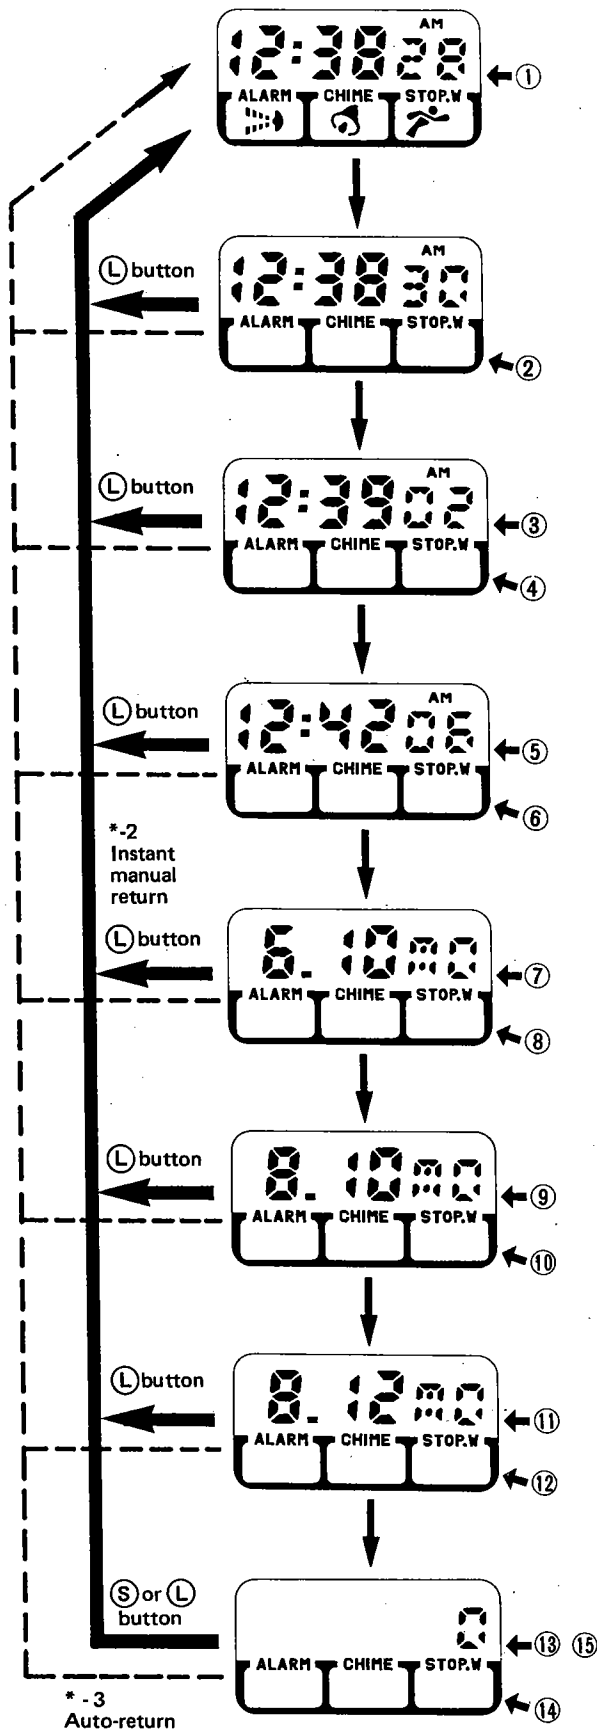 AM
12:38 28
ALARM CHIME STOP.W
①
Ⓛ button
AM
12:38 30
ALARM CHIME STOP.W
②
Ⓛ button
AM
12:39 02
③
ALARM CHIME STOP.W
④
Ⓛ button
AM
12:42 06
⑤
ALARM CHIME STOP.W
⑥
*-2
Instant
manual
return
Ⓛ button
6. 10 mo
⑦
ALARM CHIME STOP.W
⑧
Ⓛ button
8. 10 mo
⑨
ALARM CHIME STOP.W
⑩
Ⓛ button
8. 12 mo
⑪
ALARM CHIME STOP.W
⑫
Ⓢ or Ⓛ
button
0
⑬ ⑮
ALARM CHIME STOP.W
⑭
*-3
Auto-return